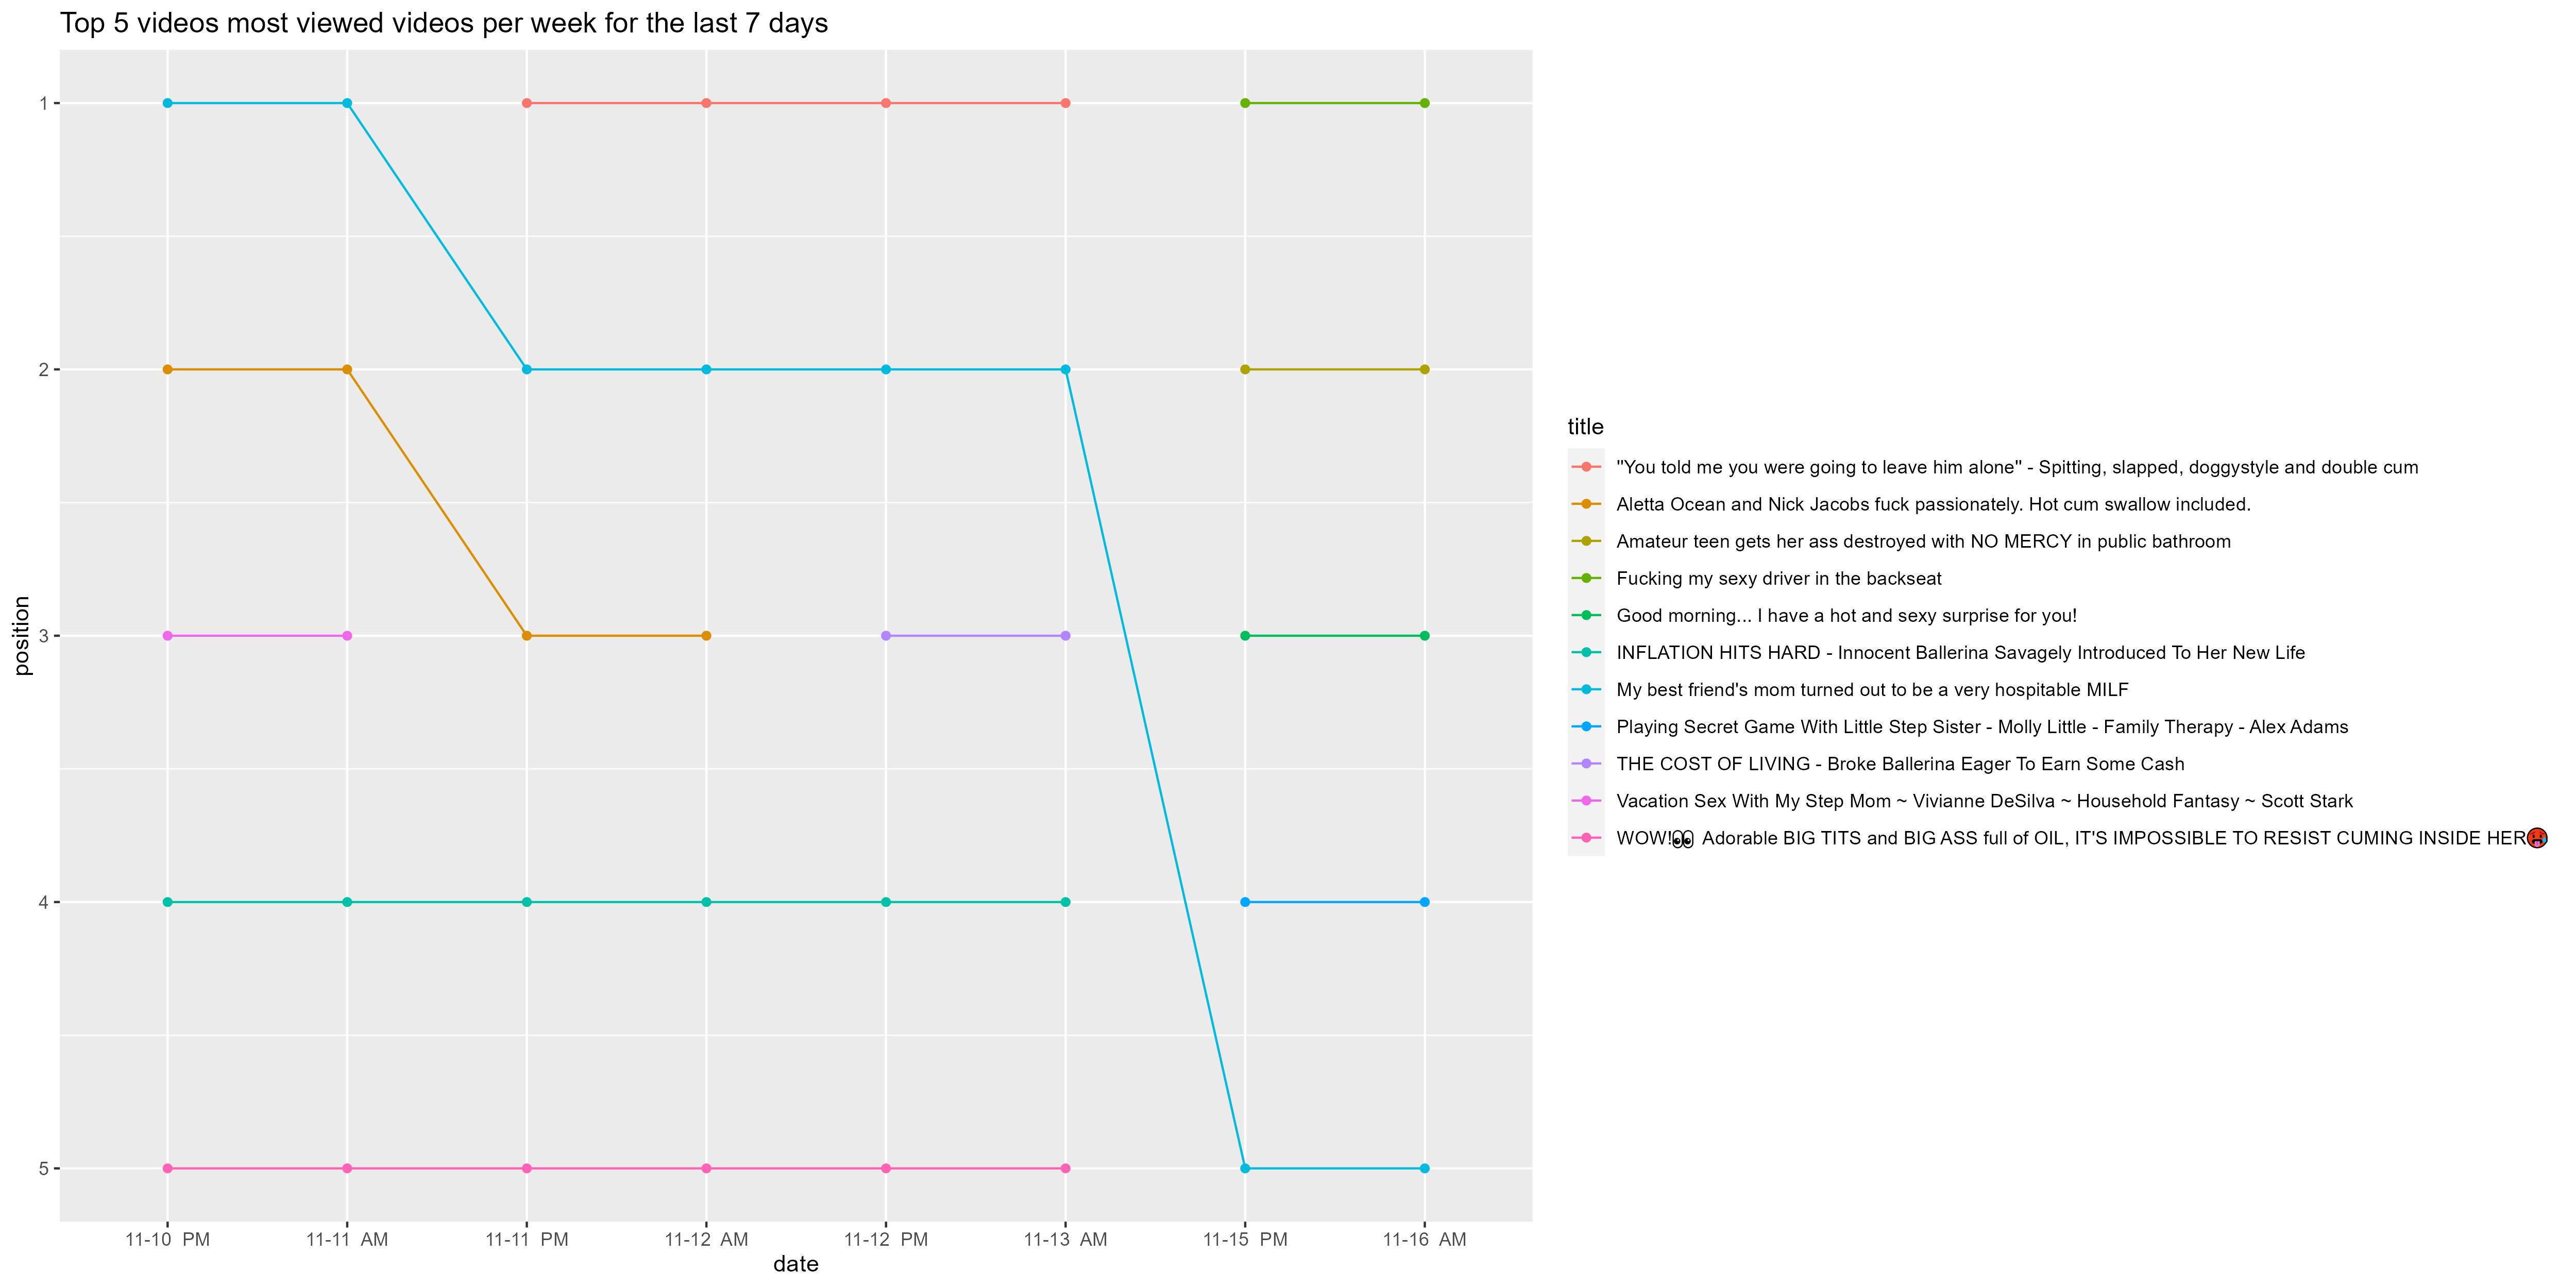 Top 5 videos most viewed videos per week for the last 7 days
position
1
2
3
4
5
11-10 PM
11-11 AM
11-11 PM
11-12 AM
11-12 PM
11-13 AM
11-15 PM
11-16 AM
date
title
"You told me you were going to leave him alone" - Spitting, slapped, doggystyle and double cum
Aletta Ocean and Nick Jacobs fuck passionately. Hot cum swallow included.
Amateur teen gets her ass destroyed with NO MERCY in public bathroom
Fucking my sexy driver in the backseat
Good morning... I have a hot and sexy surprise for you!
INFLATION HITS HARD - Innocent Ballerina Savagely Introduced To Her New Life
My best friend's mom turned out to be a very hospitable MILF
Playing Secret Game With Little Step Sister - Molly Little - Family Therapy - Alex Adams
THE COST OF LIVING - Broke Ballerina Eager To Earn Some Cash
Vacation Sex With My Step Mom ~ Vivianne DeSilva ~ Household Fantasy ~ Scott Stark
WOW!👀 Adorable BIG TITS and BIG ASS full of OIL, IT'S IMPOSSIBLE TO RESIST CUMING INSIDE HER🥵